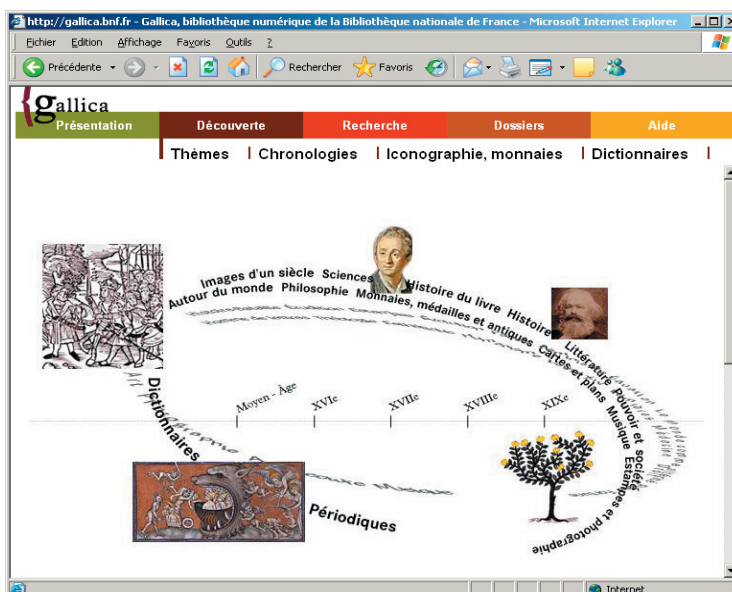 http://gallica.bnf.fr - Gallica, bibliothèque numérique de la Bibliothèque nationale de France - Microsoft Internet Explorer
Fichier Edition Affichage Favoris Outils ?
Précédente Rechercher Favoris
gallica
Présentation Découverte Recherche Dossiers Aide
Thèmes | Chronologies | Iconographie, monnaies | Dictionnaires |
Images d'un siècle Sciences Histoire du livre Histoire Littérature Pouvoir et société
Autour du monde Philosophie Monnaies, médailles et antiques Cartes et plans Musique Estampes et photographie
Dictionnaires
Moyen - Âge XVIe XVIIe XVIIIe XIXe
Périodiques
Internet